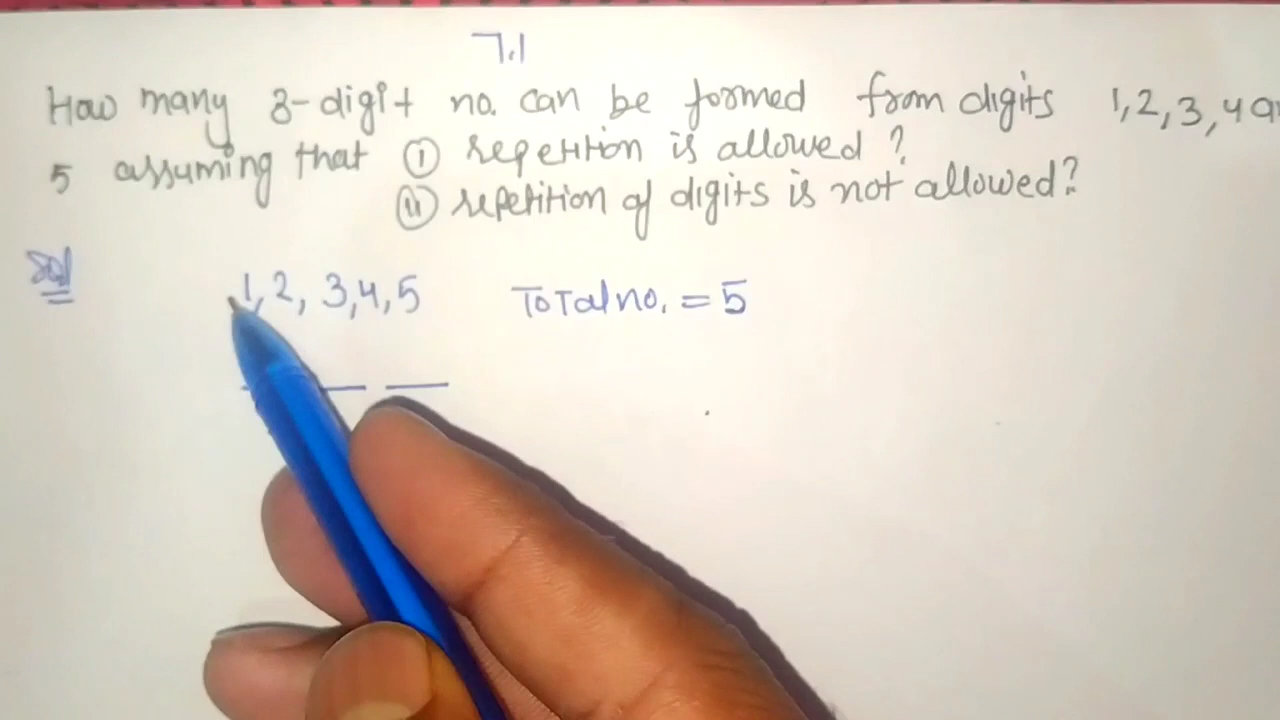 7.1
How many 3-digit no. can be formed from digits 1, 2, 3, 4 an
5 assuming that (i) repetition is allowed?
(ii) repetition of digits is not allowed?
Sol
1, 2, 3, 4, 5 Total no. = 5